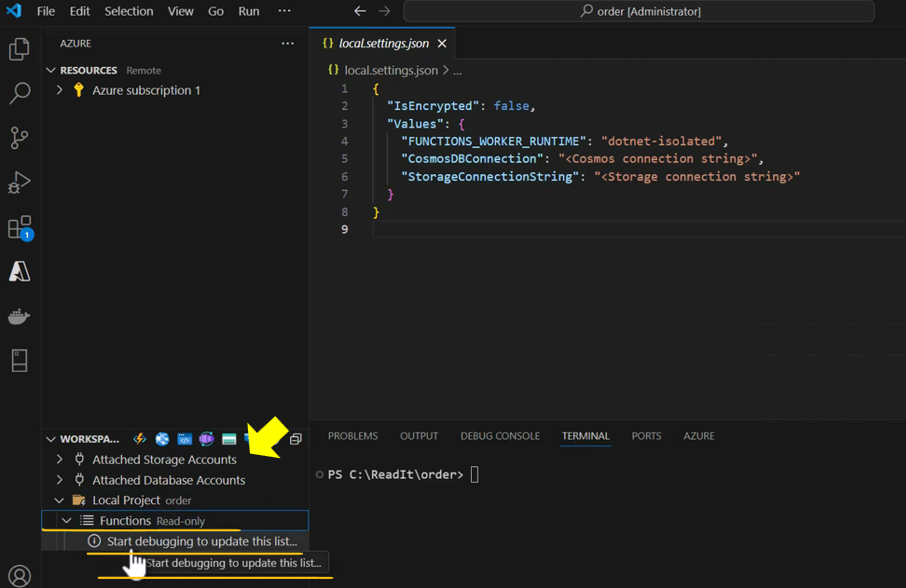 File Edit Selection View Go Run ...
order [Administrator]
AZURE ...
RESOURCES Remote
Azure subscription 1
local.settings.json
local.settings.json > ...
1 {
2 "IsEncrypted": false,
3 "Values": {
4 "FUNCTIONS_WORKER_RUNTIME": "dotnet-isolated",
5 "CosmosDBConnection": "<Cosmos connection string>",
6 "StorageConnectionString": "<Storage connection string>"
7 }
8 }
9
1
WORKSPA...
Attached Storage Accounts
Attached Database Accounts
Local Project order
Functions Read-only
Start debugging to update this list...
Start debugging to update this list...
PROBLEMS OUTPUT DEBUG CONSOLE TERMINAL PORTS AZURE
PS C:\ReadIt\order>